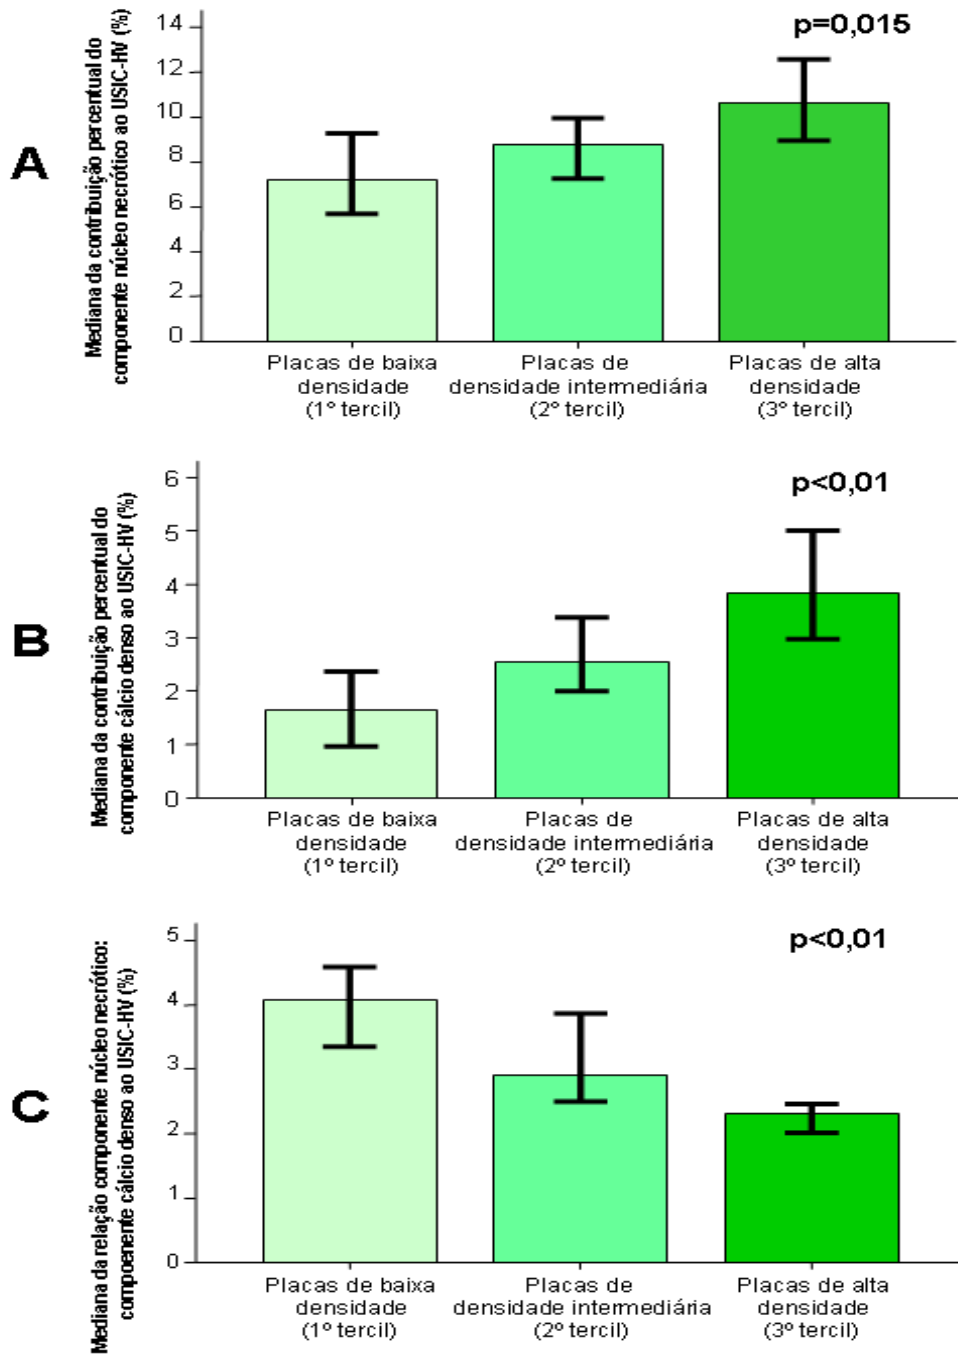 A
Mediana da contribuição percentual do
componente núcleo necrótico ao USIC-HV (%)
14
12
10
8
6
4
2
0
p=0,015
Placas de baixa
densidade
(1º tercil)
Placas de
densidade intermediária
(2º tercil)
Placas de alta
densidade
(3º tercil)
B
Mediana da contribuição percentual do
componente cálcio denso ao USIC-HV (%)
6
5
4
3
2
1
0
p<0,01
Placas de baixa
densidade
(1º tercil)
Placas de
densidade intermediária
(2º tercil)
Placas de alta
densidade
(3º tercil)
C
Mediana da relação componente núcleo necrótico:
compoenente cálcio denso ao USIC-HV (%)
5
4
3
2
1
0
p<0,01
Placas de baixa
densidade
(1º tercil)
Placas de
densidade intermediária
(2º tercil)
Placas de alta
densidade
(3º tercil)